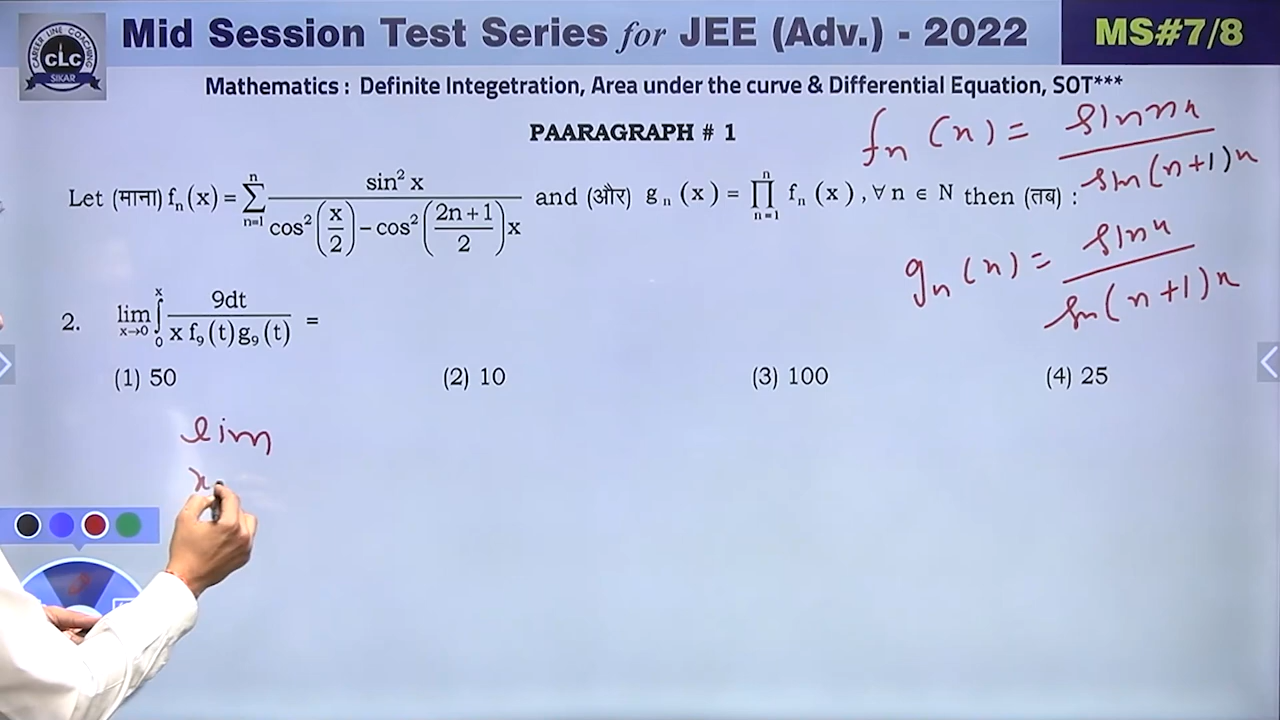 CAREER LINE COACHING
CLC
SIKAR
Mid Session Test Series for JEE (Adv.) - 2022
MS#7/8
Mathematics : Definite Integetration, Area under the curve & Differential Equation, SOT***
PAARAGRAPH # 1
fₙ(x) = sin nx / sin(n+1)x
Let (माना) fₙ(x) = ∑ₙ₌₁ⁿ sin² x / (cos²(x/2) − cos²((2n+1)/2)x) and (और) gₙ(x) = ∏ₙ₌₁ⁿ fₙ(x), ∀ n ∈ N then (तब) :
gₙ(x) = sin x / sin(n+1)x
2. lim x→0 ∫₀ˣ 9dt / (x f₉(t) g₉(t)) =
(1) 50 (2) 10 (3) 100 (4) 25
lim
x